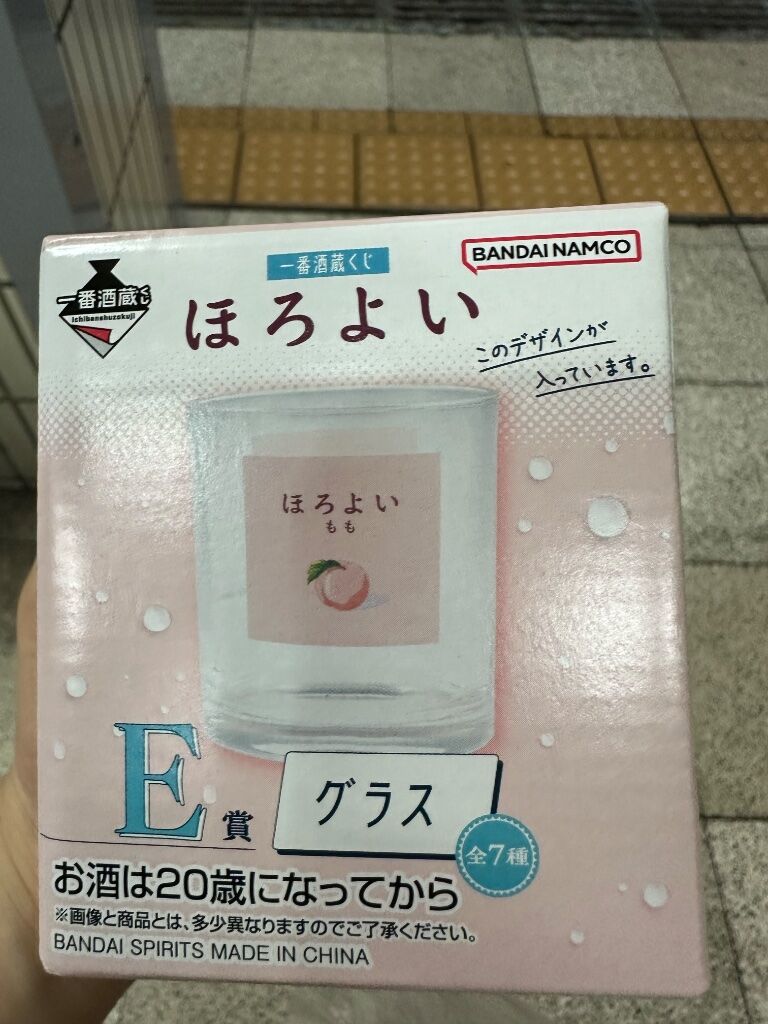 一番酒蔵くじ
Ichibanshuzokuji
一番酒蔵くじ
BANDAI NAMCO
ほろよい
このデザインが
入っています。
ほろよい
もも
E賞
グラス
全7種
お酒は20歳になってから
※画像と商品とは、多少異なりますのでご了承ください。
BANDAI SPIRITS MADE IN CHINA